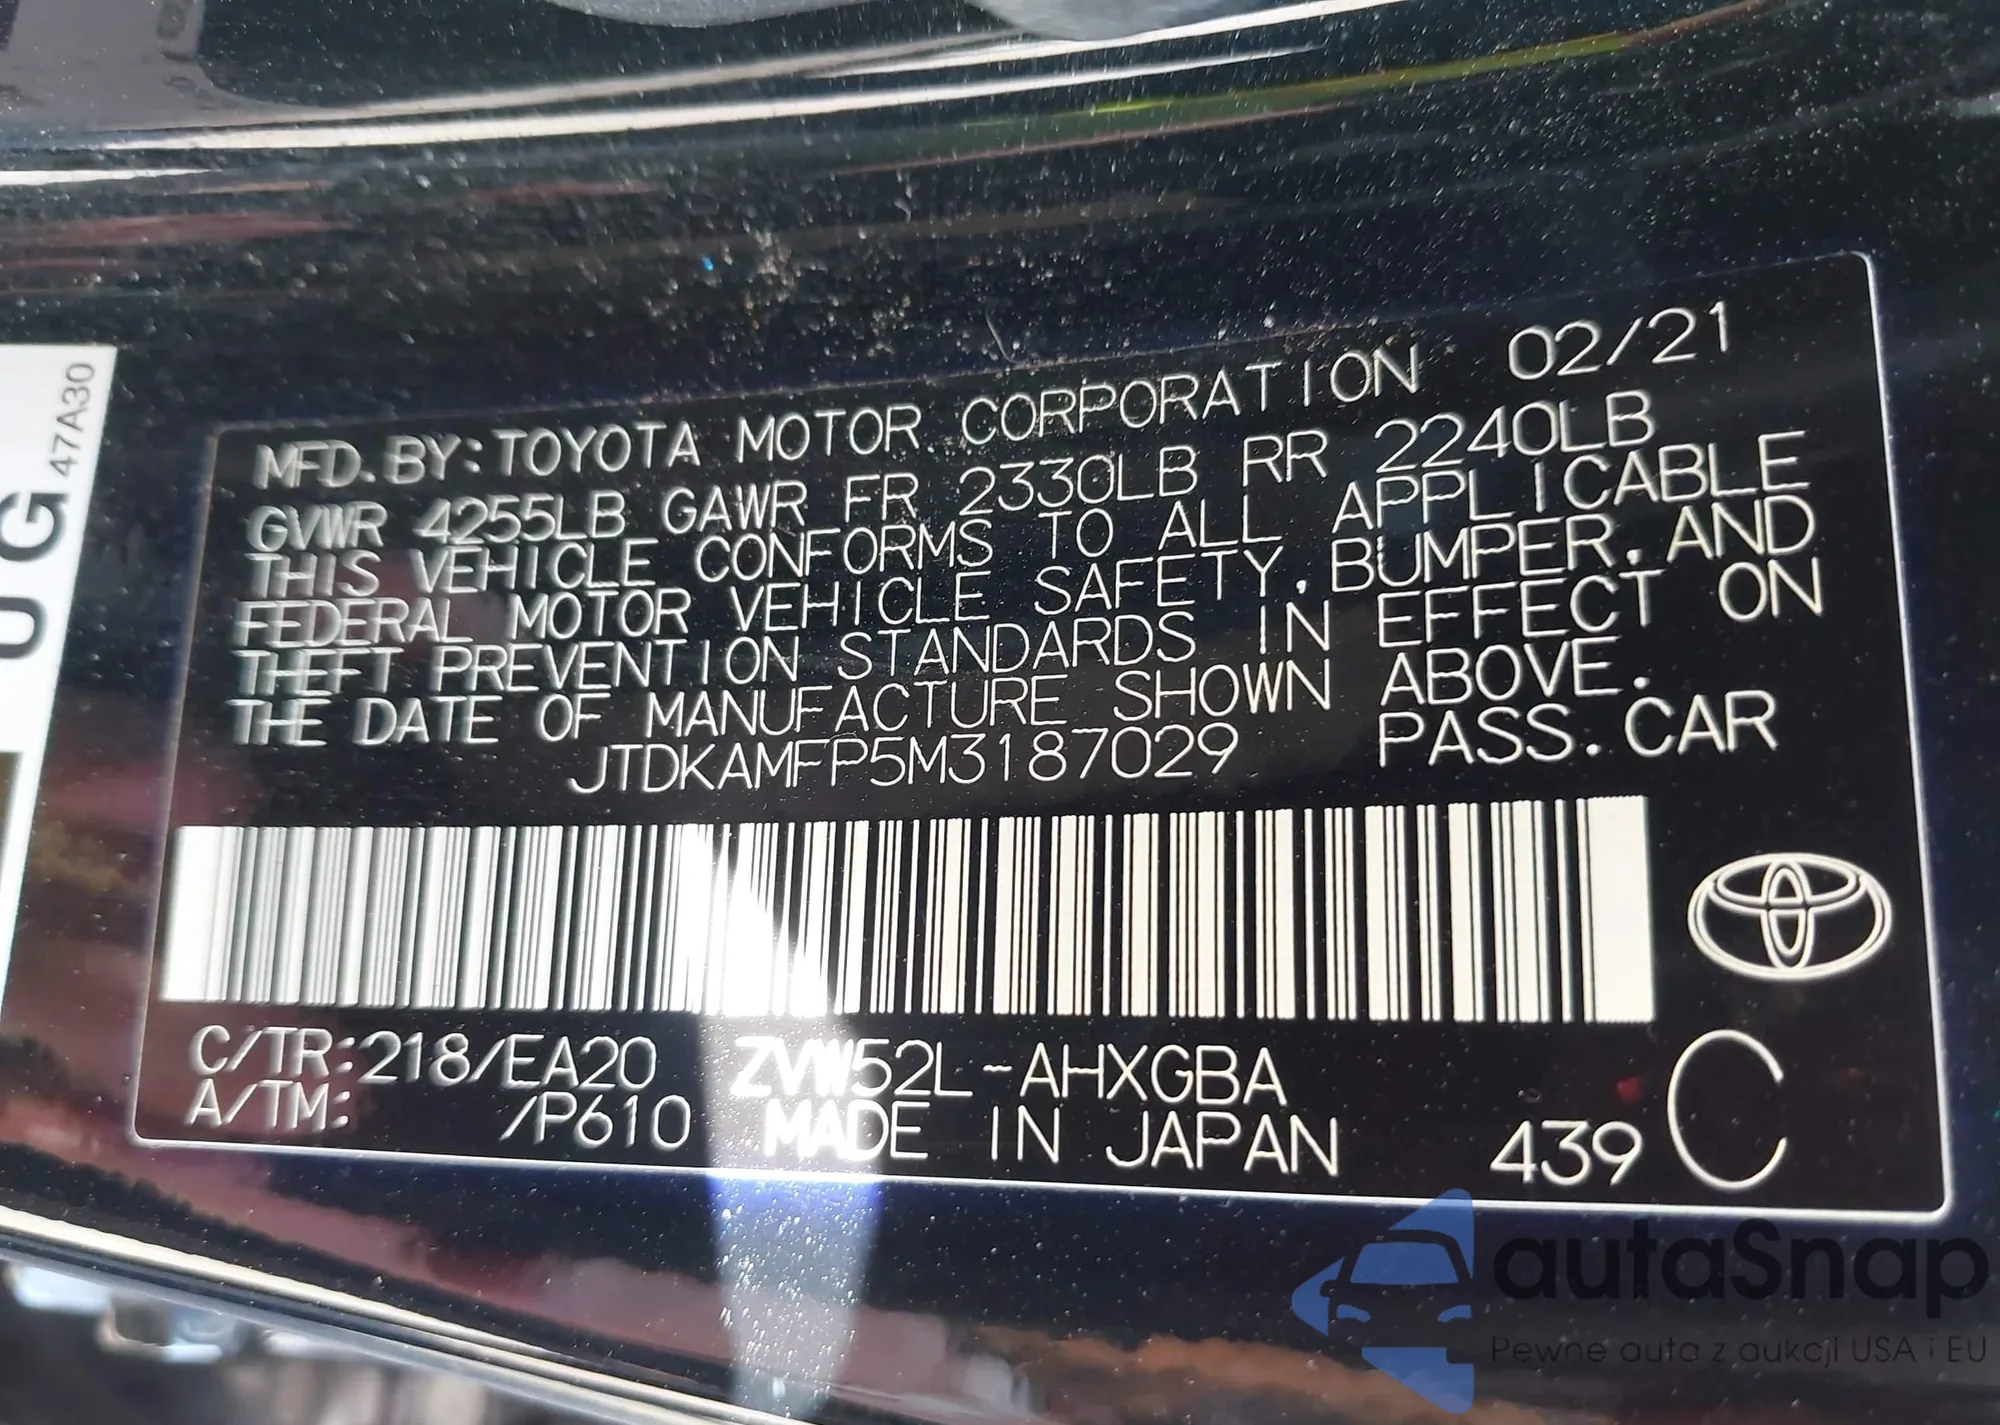 47A30
U G
MFD. BY: TOYOTA MOTOR CORPORATION 02/21
GVWR 4255LB GAWR FR 2330LB RR 2240LB
THIS VEHICLE CONFORMS TO ALL APPLICABLE
FEDERAL MOTOR VEHICLE SAFETY, BUMPER, AND
THEFT PREVENTION STANDARDS IN EFFECT ON
THE DATE OF MANUFACTURE SHOWN ABOVE.
JTDKAMFP5M3187029 PASS. CAR
C/TR:218/EA20 ZVW52L-AHXGBA
A/TM: /P610 MADE IN JAPAN 439 C
autaSnap
Pewne auta z aukcji USA i EU